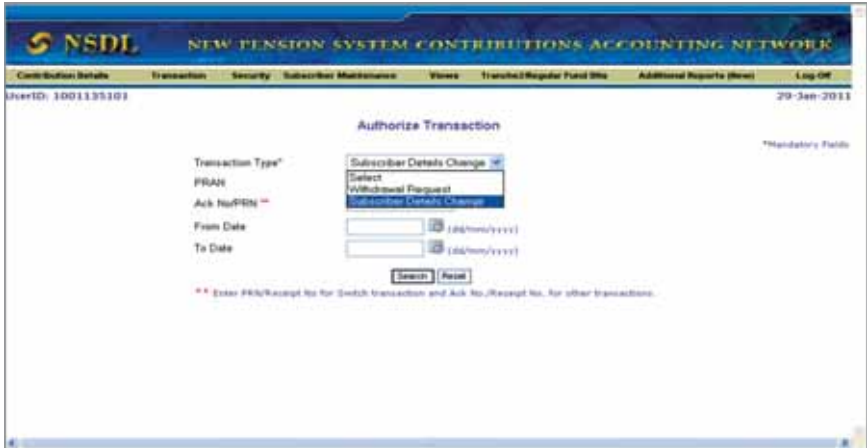 NSDL NEW PENSION SYSTEM CONTRIBUTIONS ACCOUNTING NETWORK
Contribution Details Transaction Security Subscriber Maintenance Views Additional Reports (New) Log-Off
UserID: 1001135101 29-Jan-2011
Authorize Transaction
*Mandatory Fields
Transaction Type* Subscriber Details Change
Select
PRAN
Withdrawal Request
Subscriber Details Change
Ack No/PRN **
From Date (dd/mm/yyyy)
To Date (dd/mm/yyyy)
Search Reset
** Enter PRN/Receipt No for Switch transaction and Ack No./Receipt No. for other transactions.